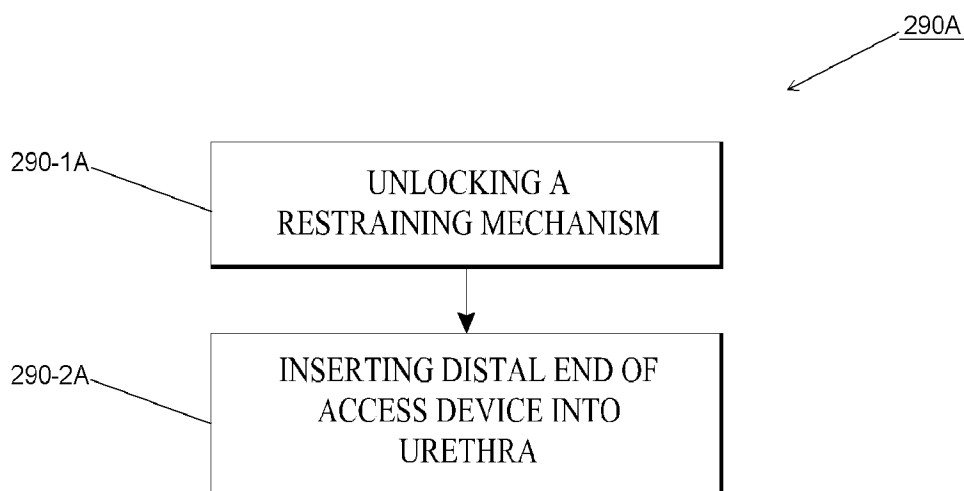 290A
290-1A
UNLOCKING A
RESTRAINING MECHANISM
290-2A
INSERTING DISTAL END OF
ACCESS DEVICE INTO
URETHRA